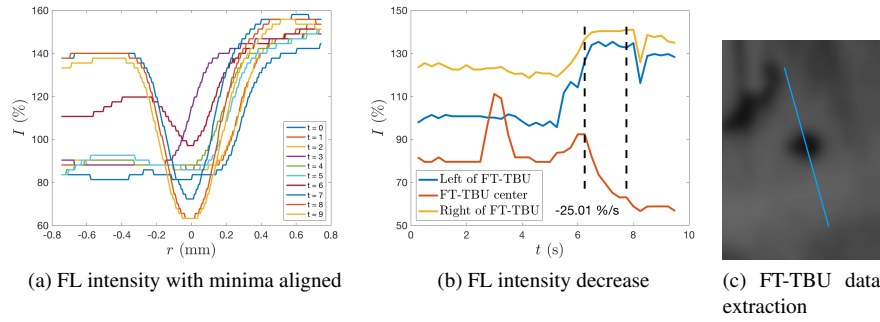 160
140
120
100
80
60
I (%)
-0.8 -0.6 -0.4 -0.2 0 0.2 0.4 0.6 0.8
r (mm)
t = 0
t = 1
t = 2
t = 3
t = 4
t = 5
t = 6
t = 7
t = 8
t = 9
(a) FL intensity with minima aligned
150
130
110
90
70
50
I (%)
0 2 4 6 8 10
t (s)
Left of FT-TBU
FT-TBU center
Right of FT-TBU
-25.01 %/s
(b) FL intensity decrease
(c) FT-TBU data
extraction